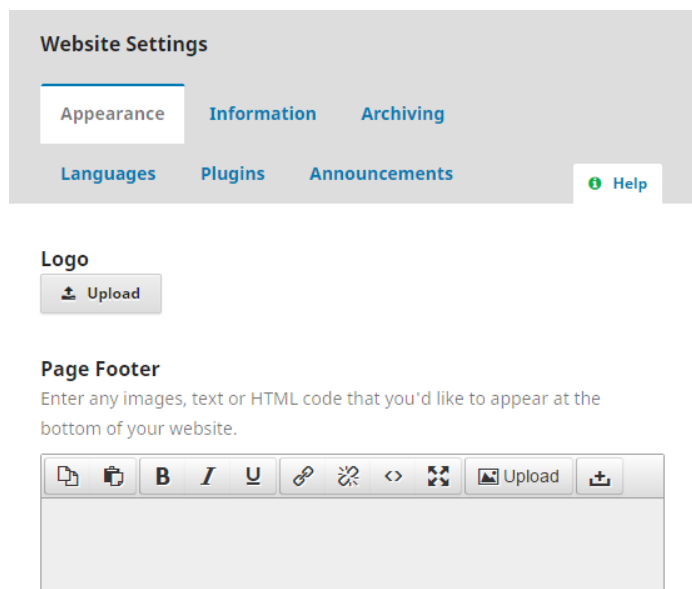 Website Settings
Appearance Information Archiving
Languages Plugins Announcements
Help
Logo
Upload
Page Footer
Enter any images, text or HTML code that you'd like to appear at the
bottom of your website.
B I U <> Upload